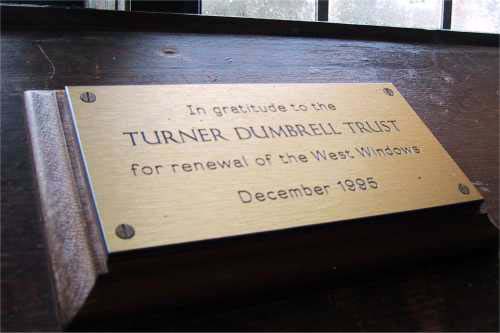 In gratitude to the
TURNER DUMBRELL TRUST
for renewal of the West Windows
December 1995